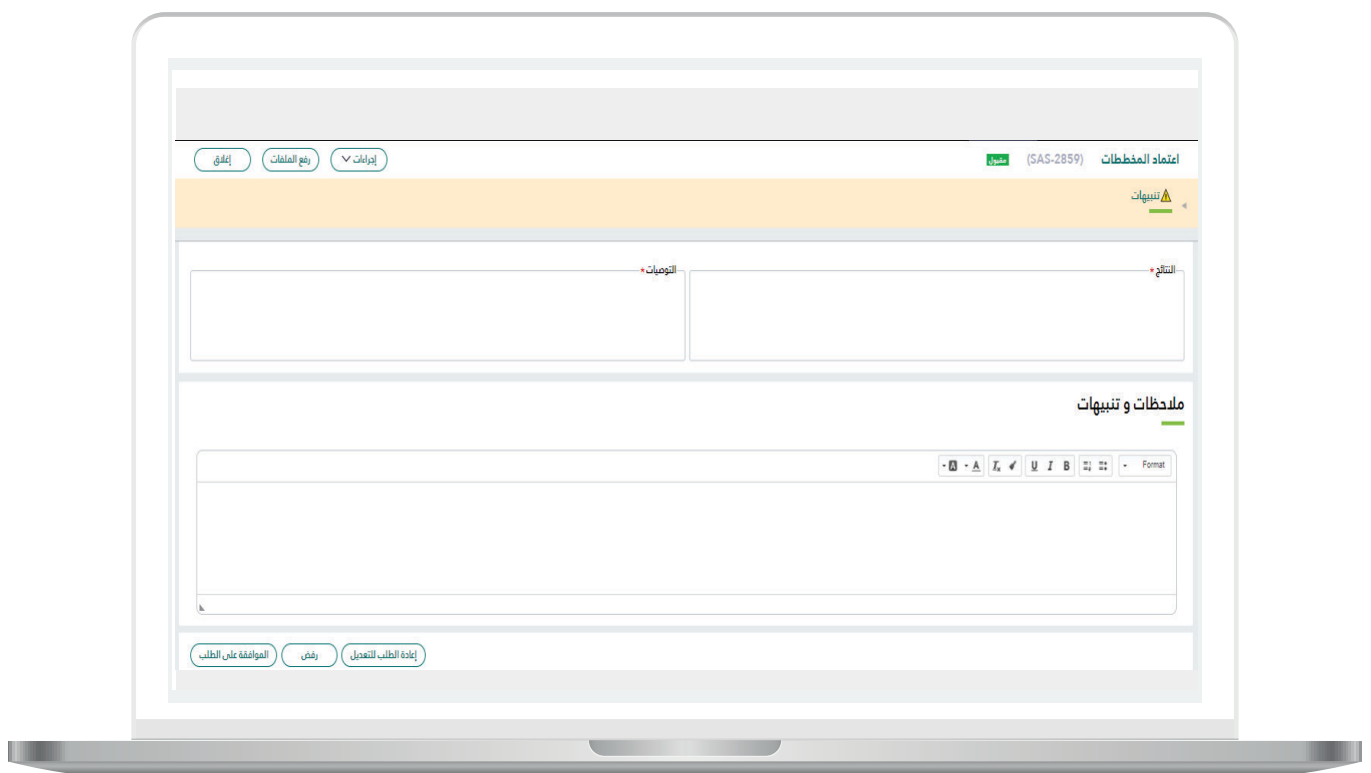 اعتماد المخططات (SAS-2859) مقبول إجراءات رفع الملفات إغلاق
تنبيهات
النتائج * التوصيات *
ملاحظات و تنبيهات
Format B I U Tx A A
إعادة الطلب للتعديل رفض الموافقة على الطلب